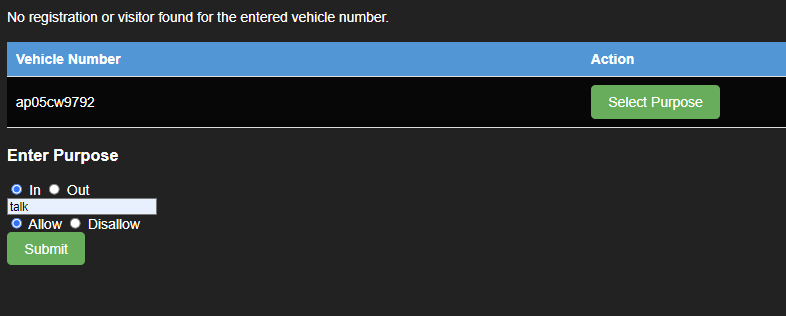 No registration or visitor found for the entered vehicle number.
Vehicle Number Action
ap05cw9792 Select Purpose
Enter Purpose
In Out
talk
Allow Disallow
Submit